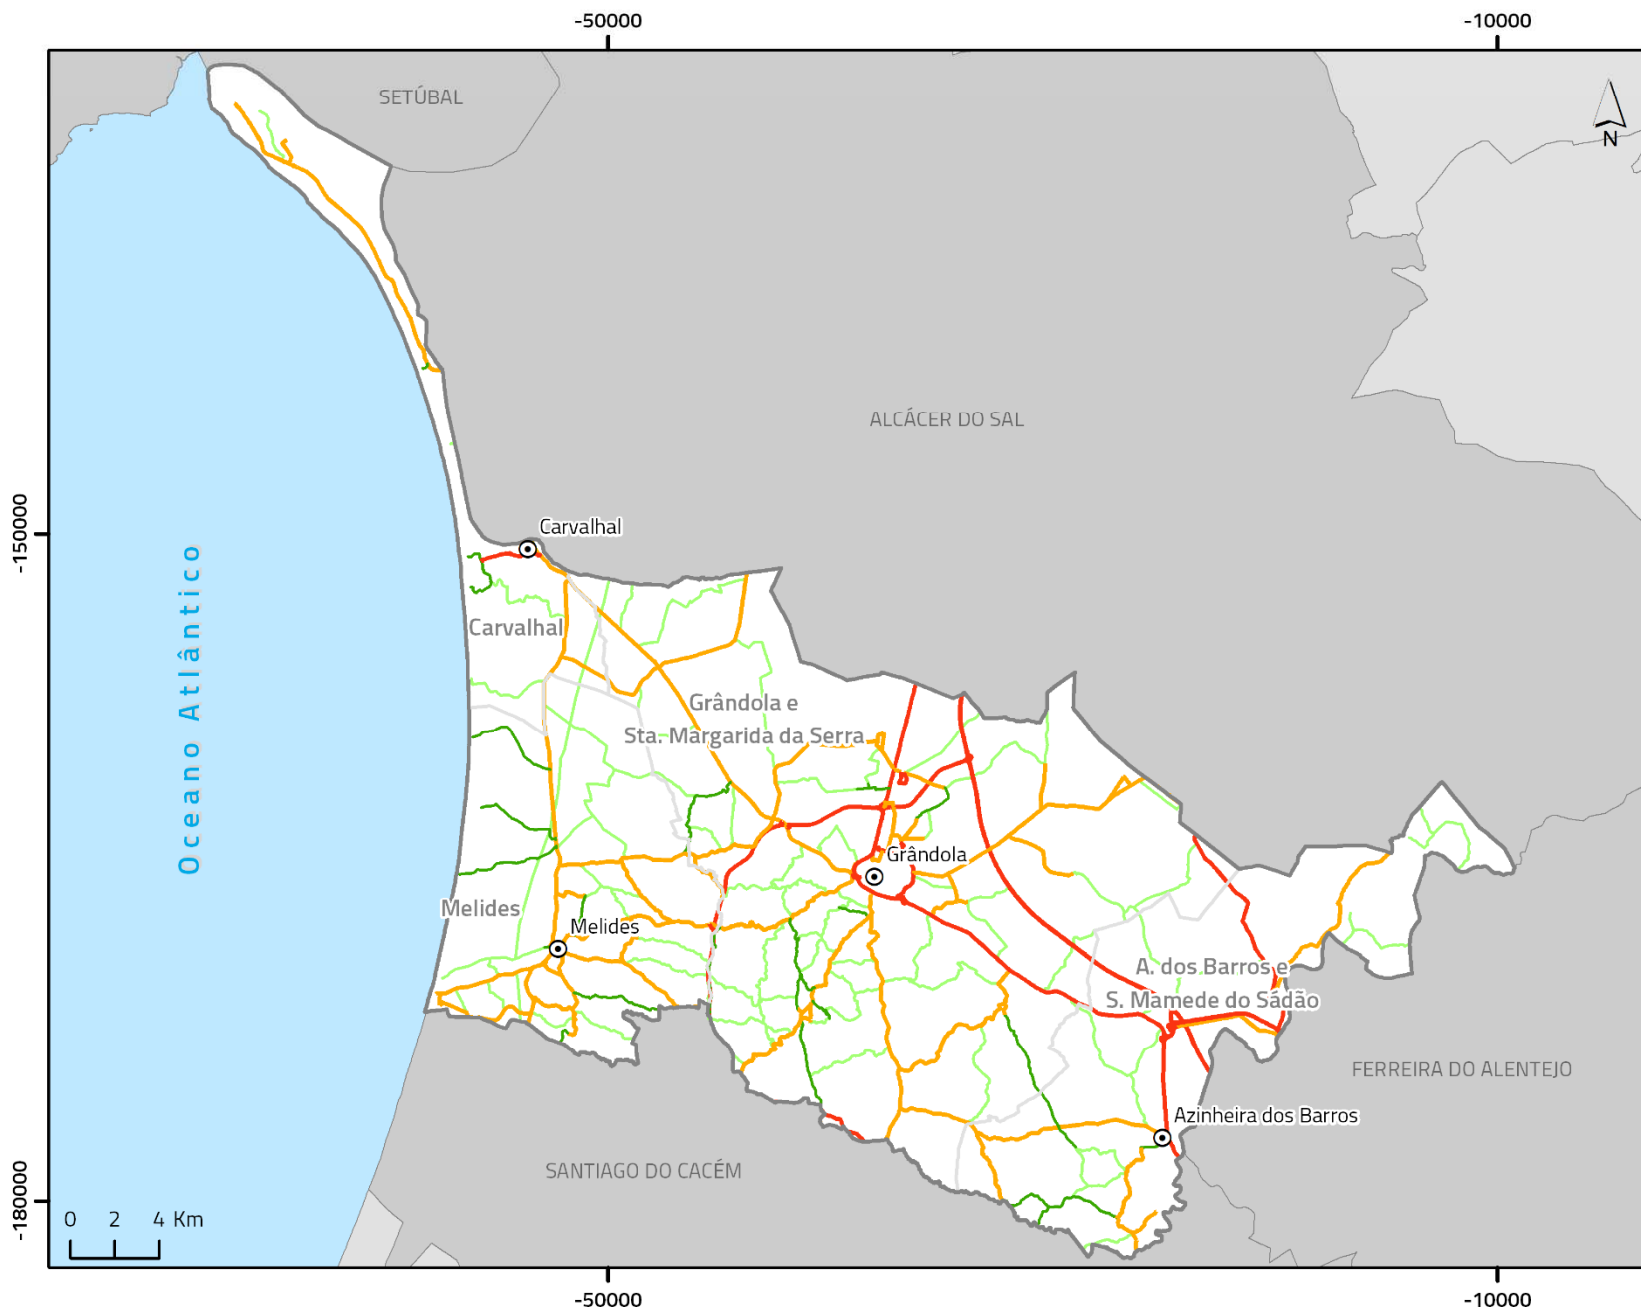 -50000
-10000
SETÚBAL
N
ALCÁCER DO SAL
-150000
Carvalhal
Oceano Atlântico
Carvalhal
Grândola e
Sta. Margarida da Serra
Grândola
Melides
Melides
A. dos Barros e
S. Mamede do Sádão
FERREIRA DO ALENTEJO
Azinheira dos Barros
SANTIAGO DO CACÉM
-180000
0 2 4 Km
-50000
-10000